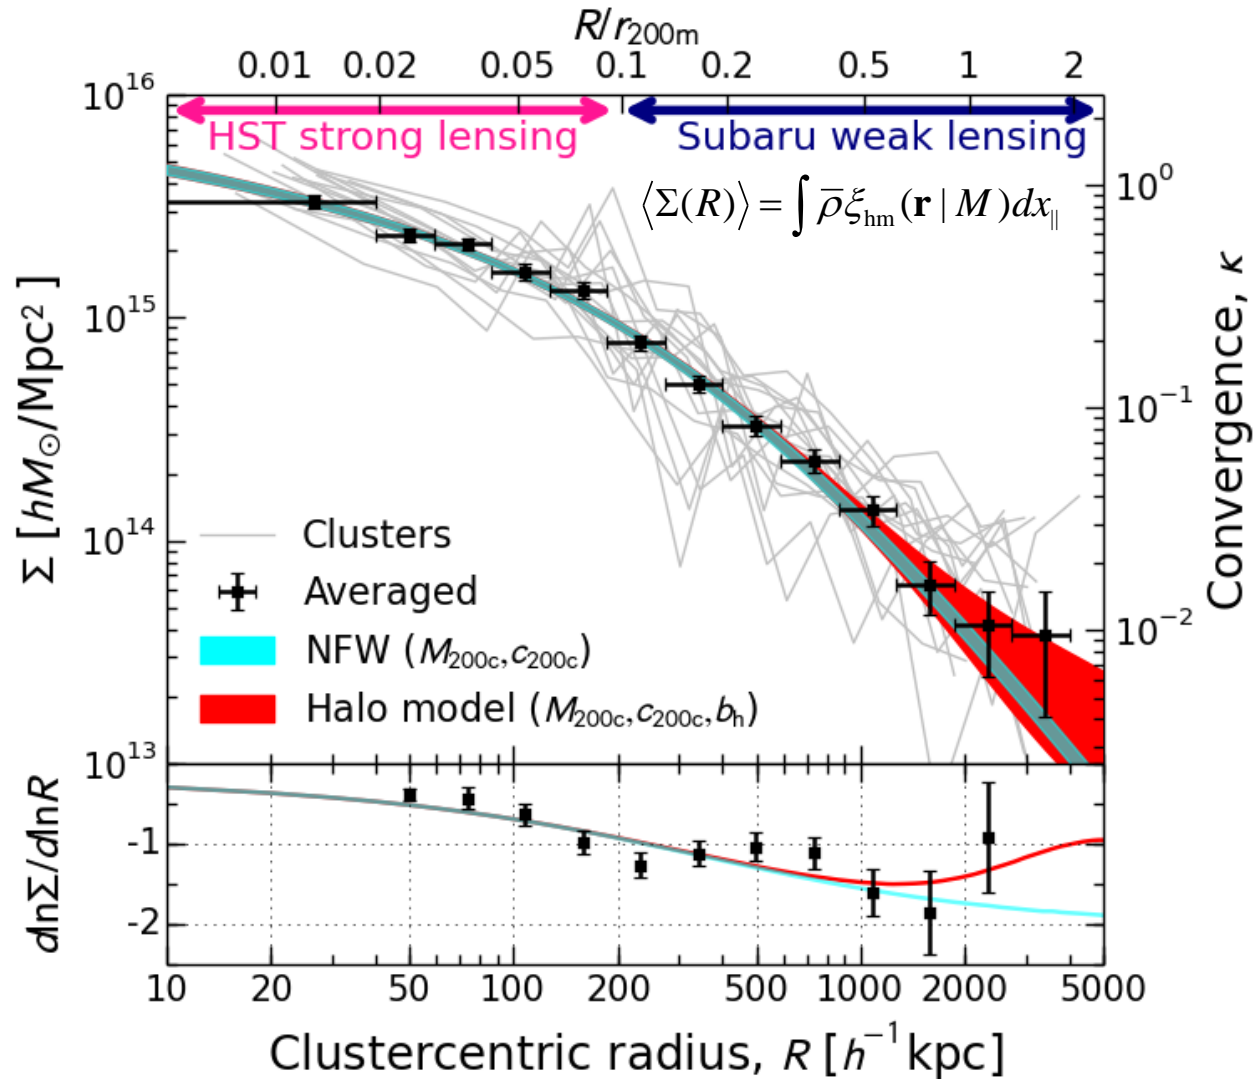 R/r200m
0.01 0.02 0.05 0.1 0.2 0.5 1 2
HST strong lensing Subaru weak lensing
⟨Σ(R)⟩ = ∫ ρ̅ξhm(r | M)dx||
10^16
10^15
10^14
10^13
Σ [hM⊙/Mpc²]
10^0
10^-1
10^-2
Convergence, κ
Clusters
Averaged
NFW (M200c,c200c)
Halo model (M200c,c200c,bh)
dlnΣ/dlnR
-1
-2
10 20 50 100 200 500 1000 2000 5000
Clustercentric radius, R [h^-1 kpc]